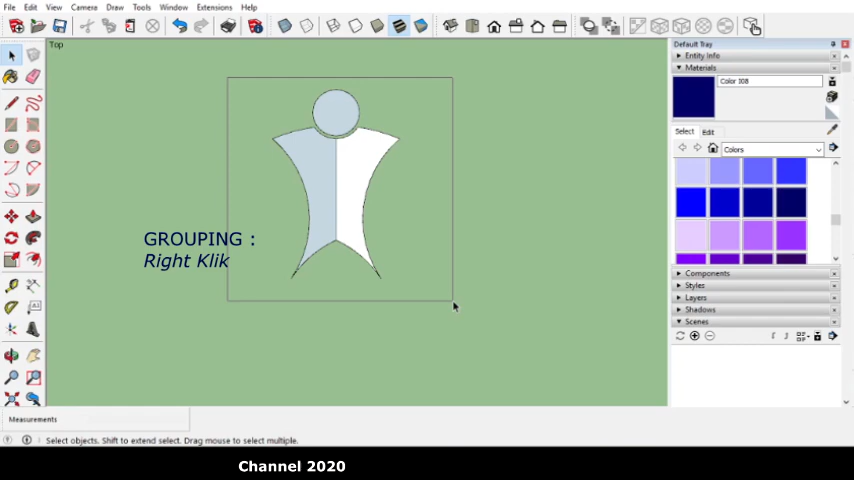 File Edit View Camera Draw Tools Window Extensions Help
Top
Default Tray
Entity Info
Materials
Color I08
Select Edit
Colors
GROUPING :
Right Klik
Components
Styles
Layers
Shadows
Scenes
Measurements
Select objects. Shift to extend select. Drag mouse to select multiple.
Channel 2020